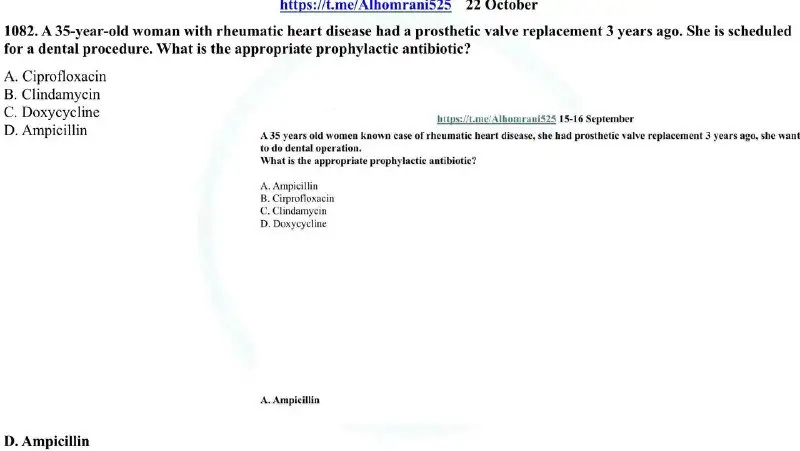 https://t.me/Alhomrani525 22 October
1082. A 35-year-old woman with rheumatic heart disease had a prosthetic valve replacement 3 years ago. She is scheduled
for a dental procedure. What is the appropriate prophylactic antibiotic?
A. Ciprofloxacin
B. Clindamycin
C. Doxycycline
D. Ampicillin
https://t.me/Alhomrani525 15-16 September
A 35 years old women known case of rheumatic heart disease, she had prosthetic valve replacement 3 years ago, she want
to do dental operation.
What is the appropriate prophylactic antibiotic?
A. Ampicillin
B. Cirprofloxacin
C. Clindamycin
D. Doxycycline
A. Ampicillin
D. Ampicillin